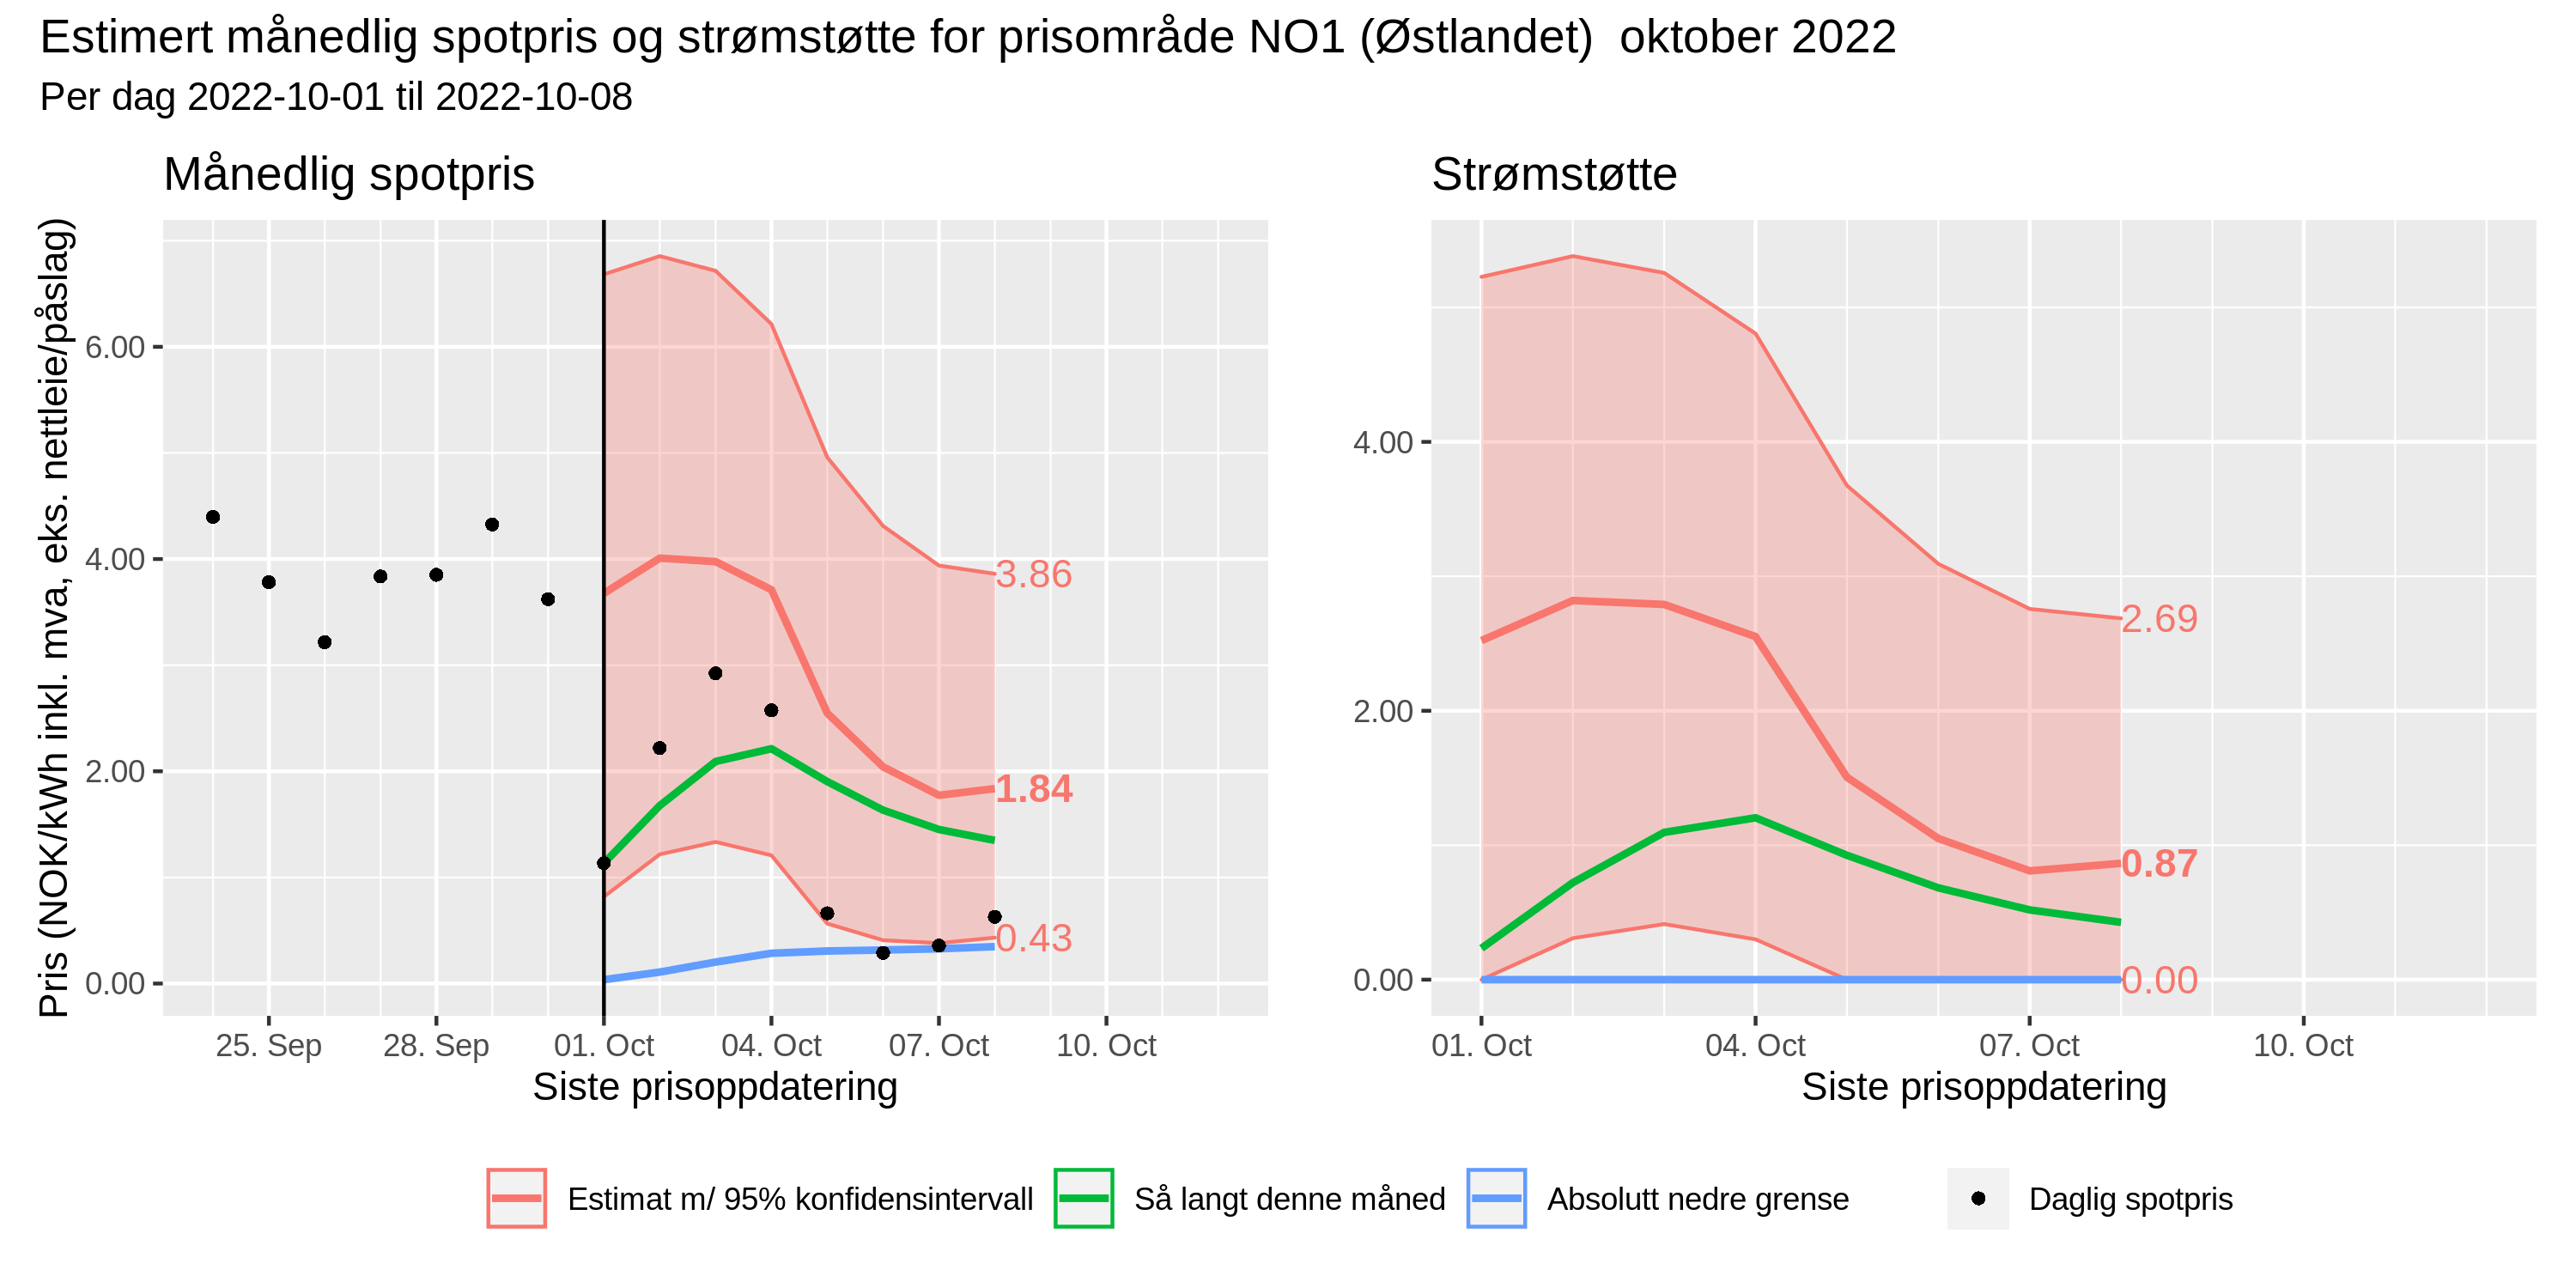 Estimert månedlig spotpris og strømstøtte for prisområde NO1 (Østlandet)  oktober 2022
Per dag 2022-10-01 til 2022-10-08
Månedlig spotpris
Pris (NOK/kWh inkl. mva, eks. nettleie/påslag)
6.00
4.00
2.00
0.00
3.86
1.84
0.43
25. Sep 28. Sep 01. Oct 04. Oct 07. Oct 10. Oct
Siste prisoppdatering
Strømstøtte
4.00
2.00
0.00
2.69
0.87
0.00
01. Oct 04. Oct 07. Oct 10. Oct
Siste prisoppdatering
Estimat m/ 95% konfidensintervall Så langt denne måned Absolutt nedre grense Daglig spotpris